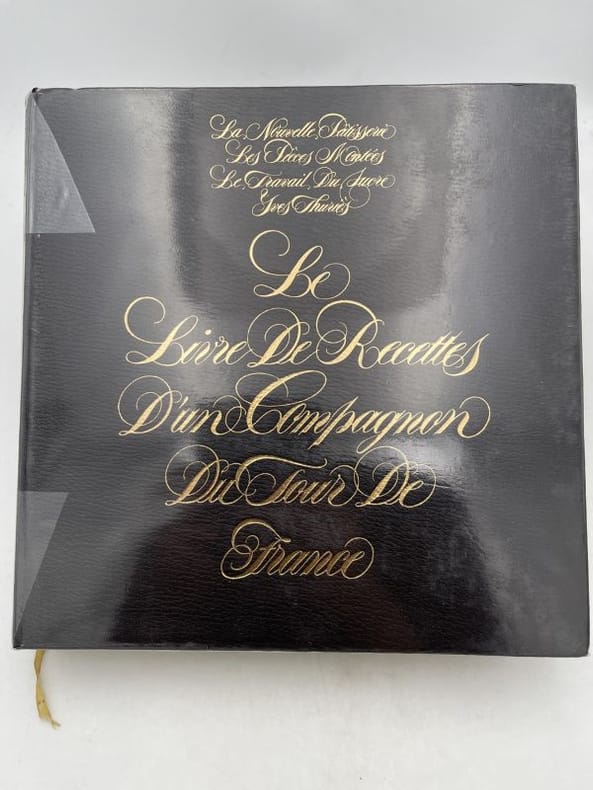 La Nouvelle Pâtisserie
Les Pièces Montées
Le Travail Du Sucre
Yves Thuriès
Le
Livre De Recettes
D'un Compagnon
Du Tour De
France